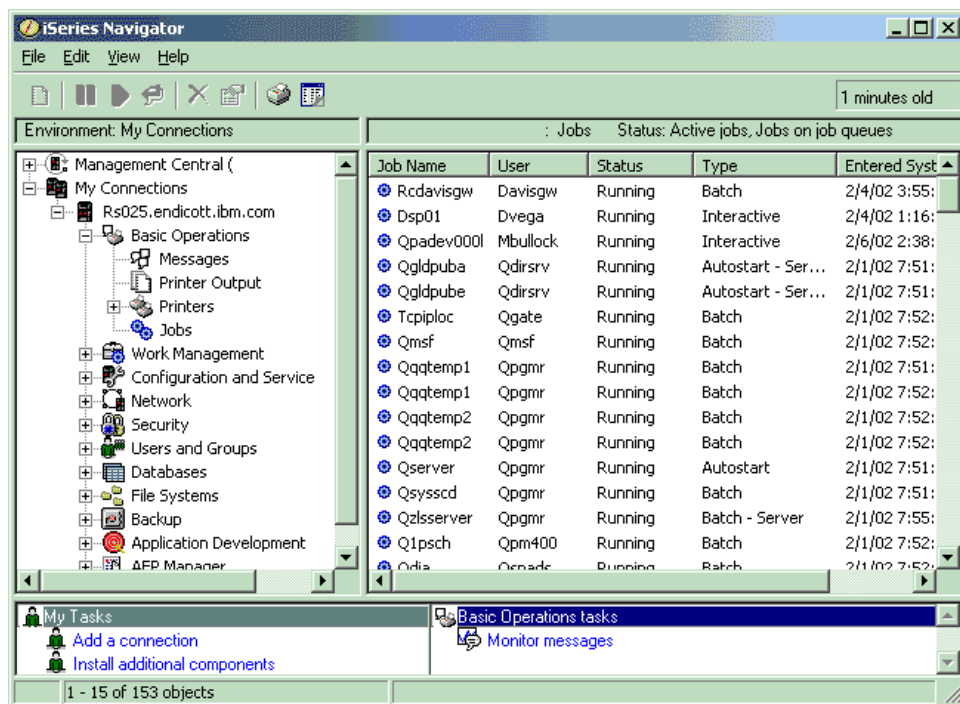 iSeries Navigator
File Edit View Help
1 minutes old
Environment: My Connections
: Jobs Status: Active jobs, Jobs on job queues
Management Central (
My Connections
Rs025.endicott.ibm.com
Basic Operations
Messages
Printer Output
Printers
Jobs
Work Management
Configuration and Service
Network
Security
Users and Groups
Databases
File Systems
Backup
Application Development
AFP Manager
Job Name User Status Type Entered Syst
Rcdavisgw Davisgw Running Batch 2/4/02 3:55:
Dsp01 Dvega Running Interactive 2/4/02 1:16:
Qpadev000l Mbullock Running Interactive 2/6/02 2:38:
Qgldpuba Qdirsrv Running Autostart - Ser... 2/1/02 7:51:
Qgldpube Qdirsrv Running Autostart - Ser... 2/1/02 7:51:
Tcpiploc Qgate Running Batch 2/1/02 7:52:
Qmsf Qmsf Running Batch 2/1/02 7:52:
Qqqtemp1 Qpgmr Running Batch 2/1/02 7:51:
Qqqtemp1 Qpgmr Running Batch 2/1/02 7:52:
Qqqtemp2 Qpgmr Running Batch 2/1/02 7:52:
Qqqtemp2 Qpgmr Running Batch 2/1/02 7:52:
Qserver Qpgmr Running Autostart 2/1/02 7:51:
Qsysscd Qpgmr Running Batch 2/1/02 7:51:
Qzlsserver Qpgmr Running Batch - Server 2/1/02 7:55:
Q1psch Qpm400 Running Batch 2/1/02 7:52:
Qdia Qsnads Running Batch 2/1/02 7:52:
My Tasks
Add a connection
Install additional components
Basic Operations tasks
Monitor messages
1 - 15 of 153 objects